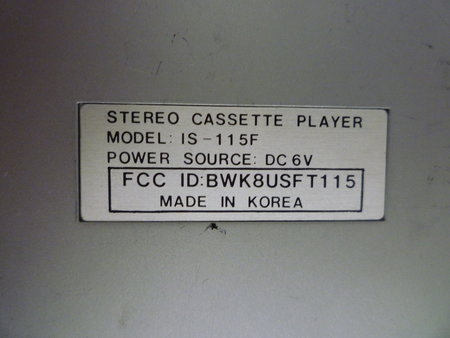 STEREO CASSETTE PLAYER
MODEL: IS-115F
POWER SOURCE: DC 6V
FCC ID:BWK8USFT115
MADE IN KOREA